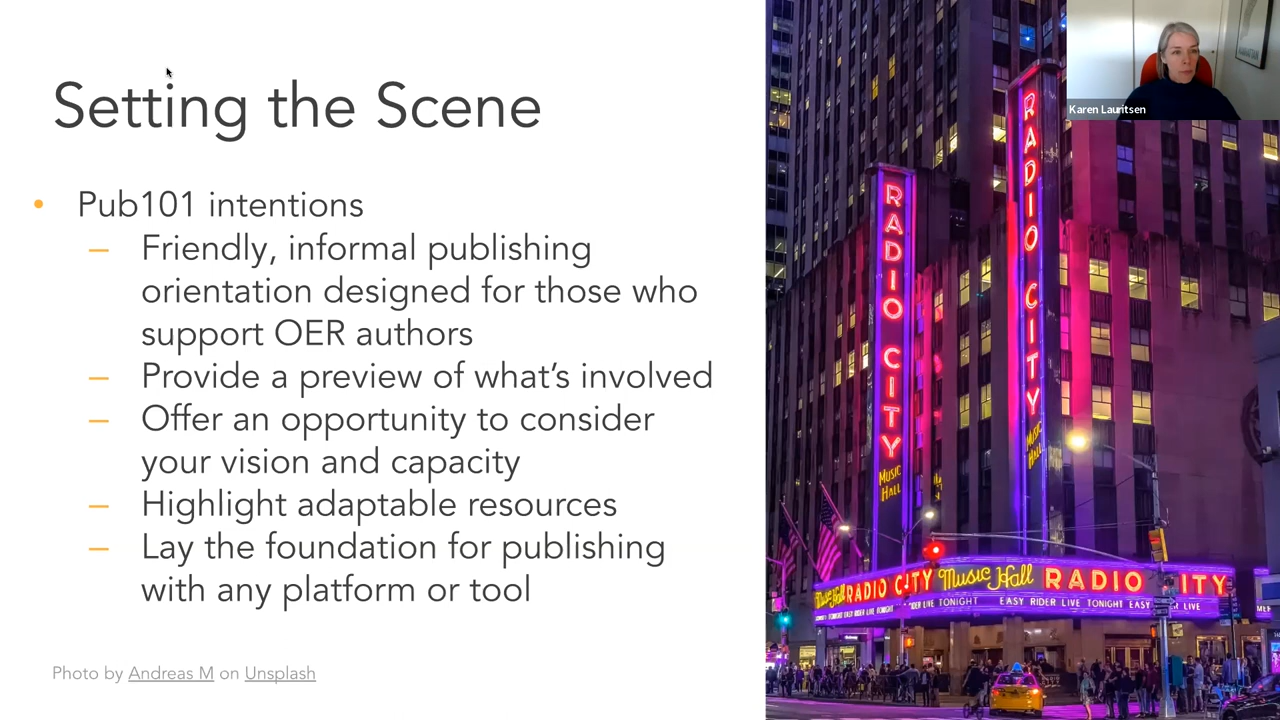 Setting the Scene
• Pub101 intentions
– Friendly, informal publishing
orientation designed for those who
support OER authors
– Provide a preview of what's involved
– Offer an opportunity to consider
your vision and capacity
– Highlight adaptable resources
– Lay the foundation for publishing
with any platform or tool
Photo by Andreas M on Unsplash
Karen Lauritsen
RADIO CITY
MUSIC
HALL
RADIO CITY
MUSIC
HALL
Music Hall RADIO CITY Music Hall RADIO CITY
RIDER LIVE TONIGHT EASY RIDER LIVE TONIGHT EASY LIVE